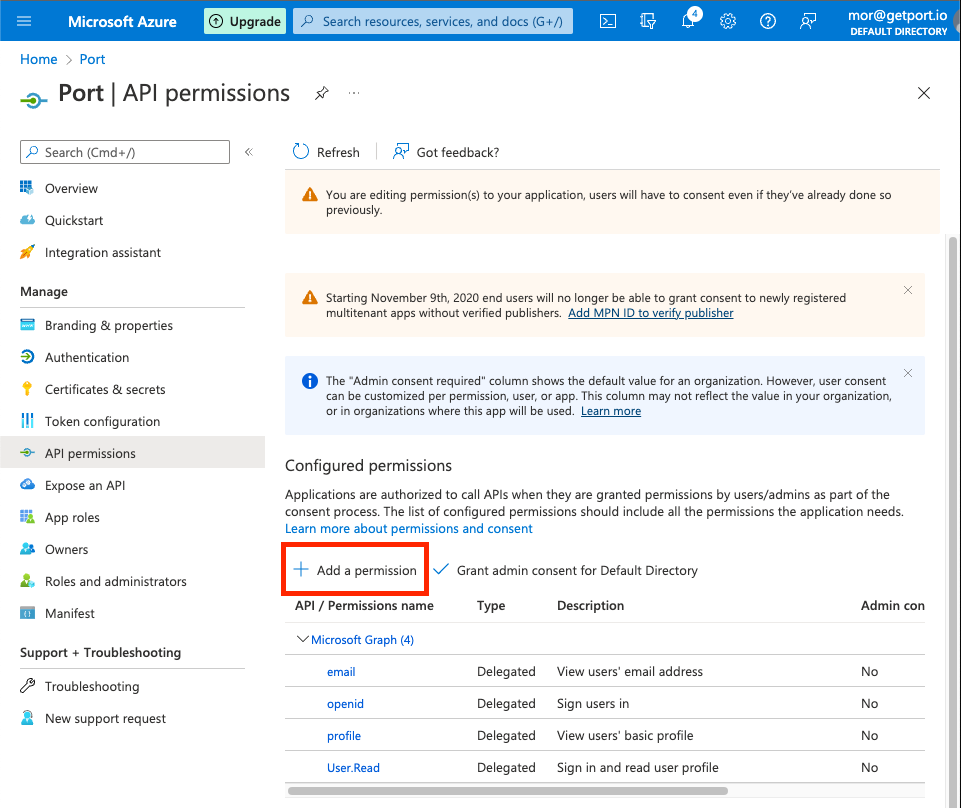 Microsoft Azure
Upgrade
Search resources, services, and docs (G+/)
4
mor@getport.io
DEFAULT DIRECTORY
Home > Port
Port | API permissions
Search (Cmd+/)
Overview
Quickstart
Integration assistant
Manage
Branding & properties
Authentication
Certificates & secrets
Token configuration
API permissions
Expose an API
App roles
Owners
Roles and administrators
Manifest
Support + Troubleshooting
Troubleshooting
New support request
Refresh
Got feedback?
You are editing permission(s) to your application, users will have to consent even if they've already done so
previously.
Starting November 9th, 2020 end users will no longer be able to grant consent to newly registered
multitenant apps without verified publishers. Add MPN ID to verify publisher
The "Admin consent required" column shows the default value for an organization. However, user consent
can be customized per permission, user, or app. This column may not reflect the value in your organization,
or in organizations where this app will be used. Learn more
Configured permissions
Applications are authorized to call APIs when they are granted permissions by users/admins as part of the
consent process. The list of configured permissions should include all the permissions the application needs.
Learn more about permissions and consent
Add a permission
Grant admin consent for Default Directory
API / Permissions name Type Description Admin con
Microsoft Graph (4)
email Delegated View users' email address No
openid Delegated Sign users in No
profile Delegated View users' basic profile No
User.Read Delegated Sign in and read user profile No